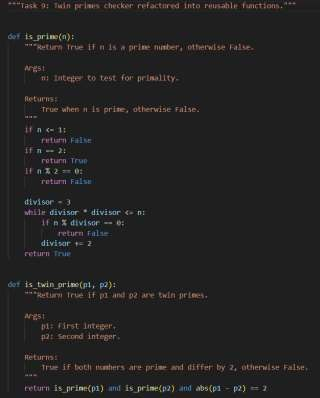 """Task 9: Twin primes checker refactored into reusable functions."""
def is_prime(n):
"""Return True if n is a prime number, otherwise False.
Args:
n: Integer to test for primality.
Returns:
True when n is prime, otherwise False.
"""
if n <= 1:
return False
if n == 2:
return True
if n % 2 == 0:
return False
divisor = 3
while divisor * divisor <= n:
if n % divisor == 0:
return False
divisor += 2
return True
def is_twin_prime(p1, p2):
"""Return True if p1 and p2 are twin primes.
Args:
p1: First integer.
p2: Second integer.
Returns:
True if both numbers are prime and differ by 2, otherwise False.
"""
return is_prime(p1) and is_prime(p2) and abs(p1 - p2) == 2